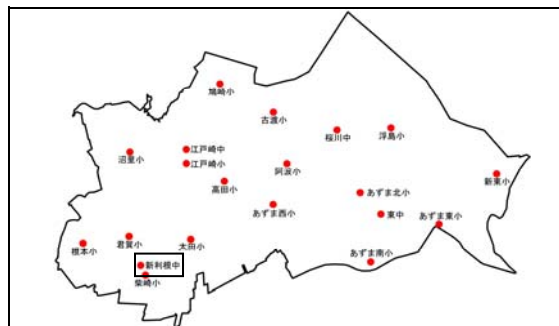 鳩崎小
古渡小
桜川中
浮島小
江戸崎中
沼里小
江戸崎小
阿波小
新東小
高田小
あずま北小
あずま西小
東中
あずま東小
根本小
君賀小
太田小
あずま南小
新利根中
柴崎小